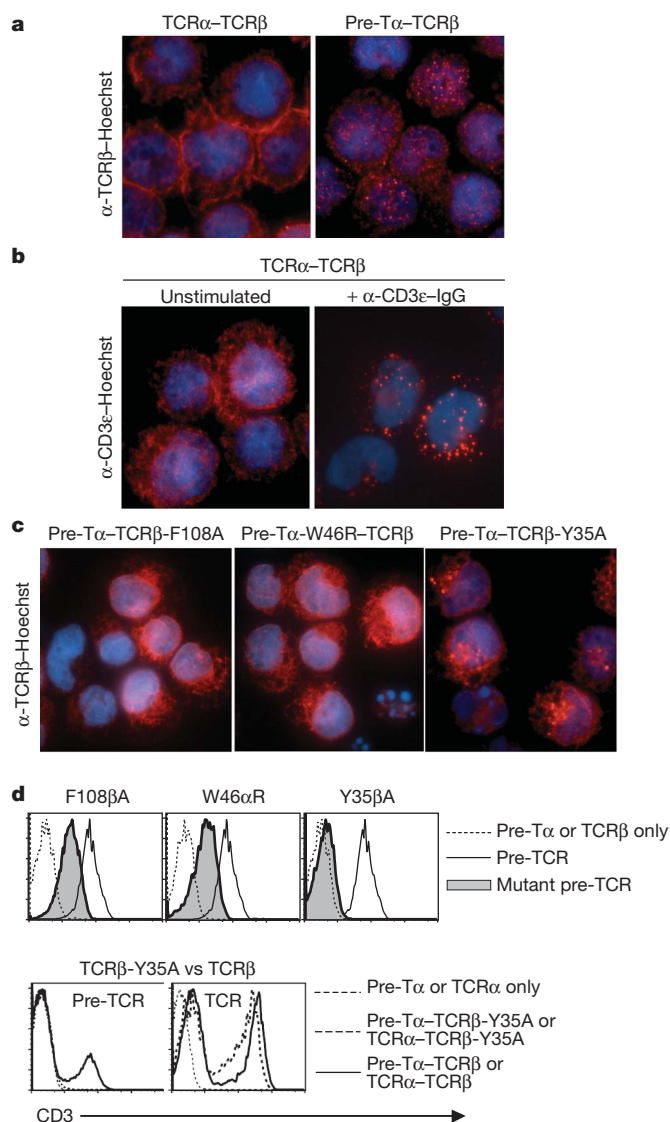 a
TCRα–TCRβ
Pre-Tα–TCRβ
α-TCRβ–Hoechst
b
TCRα–TCRβ
Unstimulated
+ α-CD3ε–IgG
α-CD3ε–Hoechst
c
Pre-Tα–TCRβ-F108A
Pre-Tα-W46R–TCRβ
Pre-Tα–TCRβ-Y35A
α-TCRβ–Hoechst
d
F108βA
W46αR
Y35βA
Pre-Tα or TCRβ only
Pre-TCR
Mutant pre-TCR
TCRβ-Y35A vs TCRβ
Pre-TCR
TCR
Pre-Tα or TCRα only
Pre-Tα–TCRβ-Y35A or
TCRα–TCRβ-Y35A
Pre-Tα–TCRβ or
TCRα–TCRβ
CD3